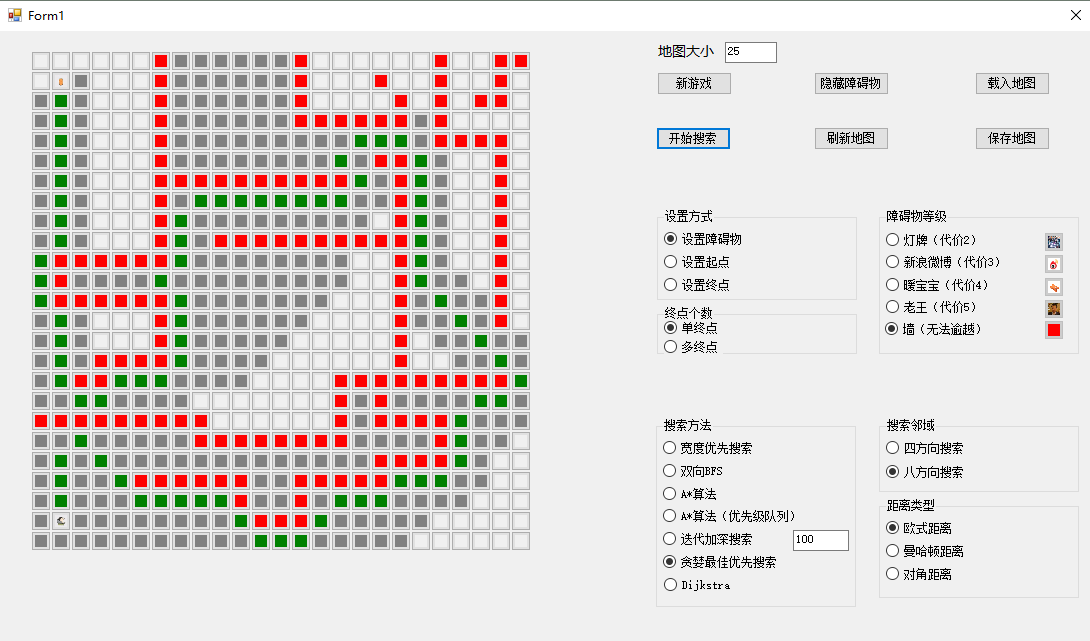 Form1
地图大小 25
新游戏 隐藏障碍物 载入地图
开始搜索 刷新地图 保存地图
设置方式
设置障碍物
设置起点
设置终点
终点个数
单终点
多终点
障碍物等级
灯牌（代价2）
新浪微博（代价3）
暖宝宝（代价4）
老王（代价5）
墙（无法逾越）
搜索方法
宽度优先搜索
双向BFS
A*算法
A*算法（优先级队列）
迭代加深搜索 100
贪婪最佳优先搜索
Dijkstra
搜索邻域
四方向搜索
八方向搜索
距离类型
欧式距离
曼哈顿距离
对角距离